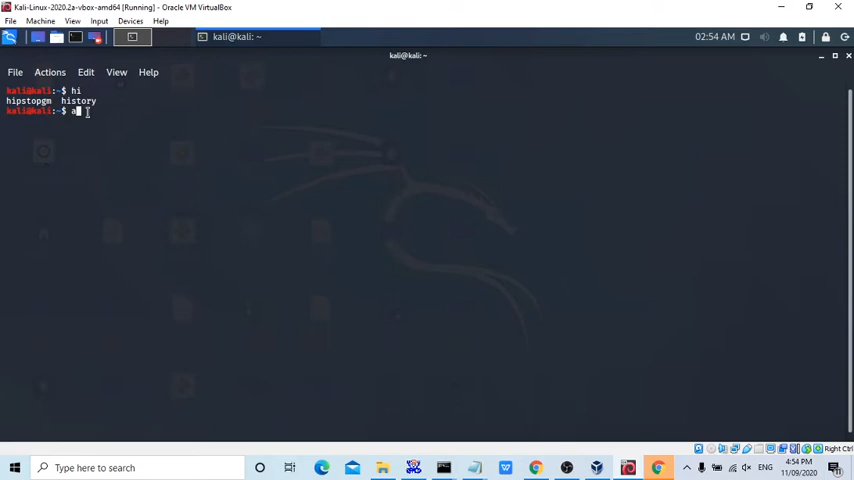 Kali-Linux-2020.2a-vbox-amd64 [Running] - Oracle VM VirtualBox
File Machine View Input Devices Help
kali@kali: ~
02:54 AM
kali@kali: ~
File Actions Edit View Help
kali@kali:~$ hi
hipstopgm history
kali@kali:~$ a
Right Ctrl
Type here to search
ENG
4:54 PM
11/09/2020
11